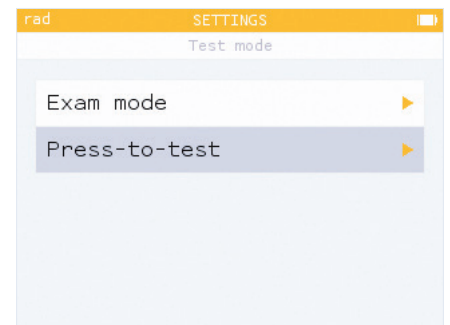 rad SETTINGS
Test mode
Exam mode
Press-to-test